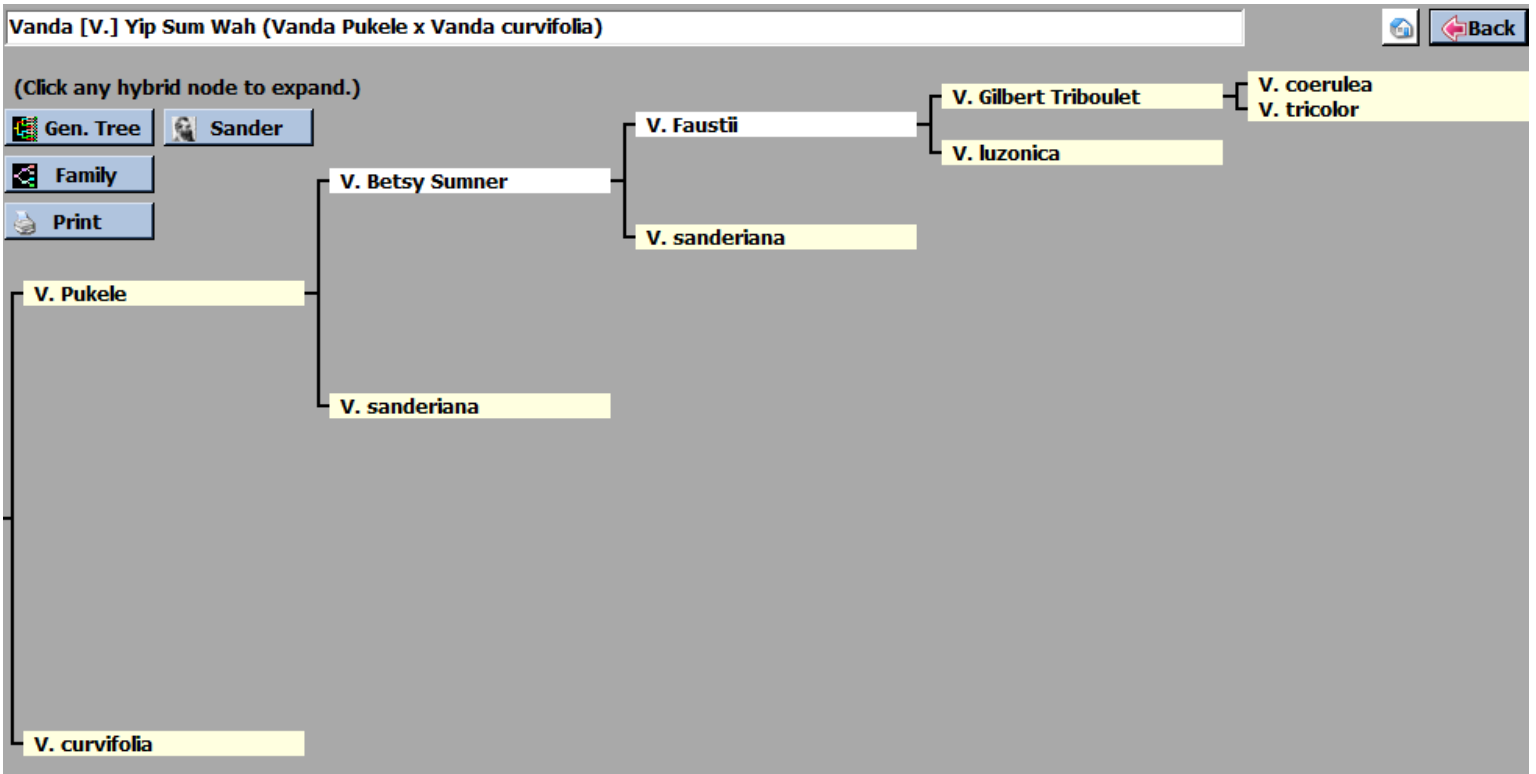 Vanda [V.] Yip Sum Wah (Vanda Pukele x Vanda curvifolia)
Back
(Click any hybrid node to expand.)
Gen. Tree
Sander
Family
Print
V. Pukele
V. curvifolia
V. Betsy Sumner
V. sanderiana
V. Faustii
V. sanderiana
V. Gilbert Triboulet
V. luzonica
V. coerulea
V. tricolor